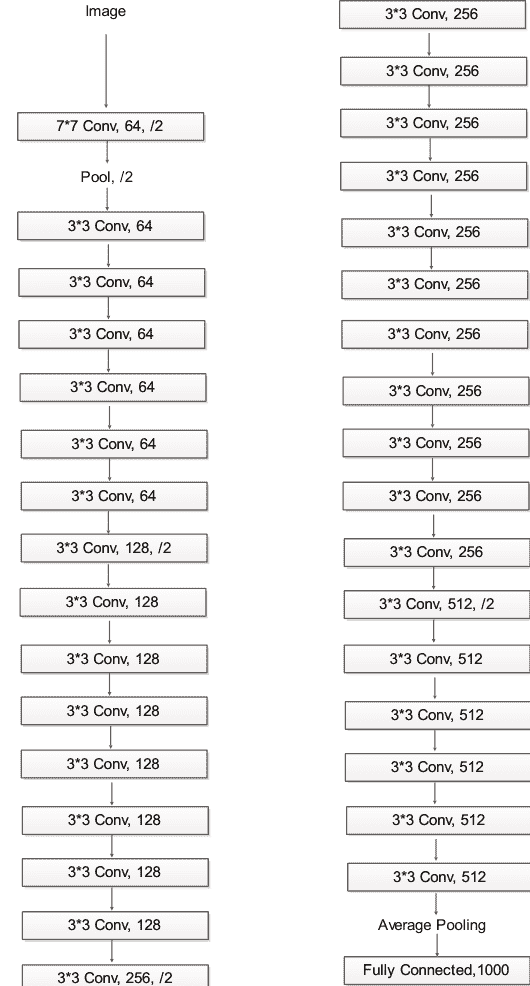 Image
7*7 Conv, 64, /2
Pool, /2
3*3 Conv, 64
3*3 Conv, 64
3*3 Conv, 64
3*3 Conv, 64
3*3 Conv, 64
3*3 Conv, 64
3*3 Conv, 128, /2
3*3 Conv, 128
3*3 Conv, 128
3*3 Conv, 128
3*3 Conv, 128
3*3 Conv, 128
3*3 Conv, 128
3*3 Conv, 128
3*3 Conv, 256, /2
3*3 Conv, 256
3*3 Conv, 256
3*3 Conv, 256
3*3 Conv, 256
3*3 Conv, 256
3*3 Conv, 256
3*3 Conv, 256
3*3 Conv, 256
3*3 Conv, 256
3*3 Conv, 256
3*3 Conv, 256
3*3 Conv, 512, /2
3*3 Conv, 512
3*3 Conv, 512
3*3 Conv, 512
3*3 Conv, 512
3*3 Conv, 512
Average Pooling
Fully Connected,1000